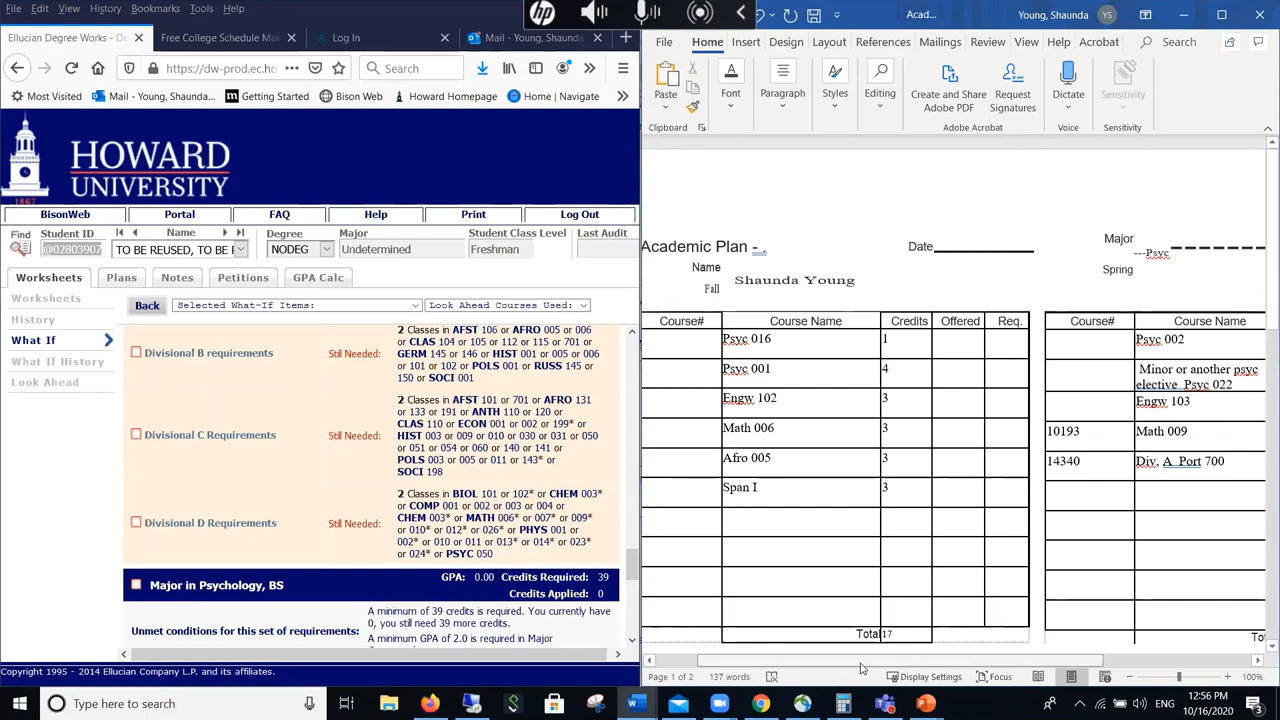 File Edit View History Bookmarks Tools Help
Ellucian Degree Works - × Free College Schedule Mak × Log In × Mail - Young, Shaunda ×
https://dw-prod.ec.ho Search
Most Visited Mail - Young, Shaunda... Getting Started Bison Web Howard Homepage Home | Navigate
HOWARD
UNIVERSITY
1867
BisonWeb Portal FAQ Help Print Log Out
Find Student ID Name Degree Major Student Class Level Last Audit
@02803907 TO BE REUSED, TO BE R NODEG Undetermined Freshman
Worksheets Plans Notes Petitions GPA Calc
Worksheets
History
What If
What If History
Look Ahead
Back Selected What-If Items: Look Ahead Courses Used:
Divisional B requirements Still Needed:
2 Classes in AFST 106 or AFRO 005 or 006
or CLAS 104 or 105 or 112 or 115 or 701 or
GERM 145 or 146 or HIST 001 or 005 or 006
or 101 or 102 or POLS 001 or RUSS 145 or
150 or SOCI 001
Divisional C Requirements Still Needed:
2 Classes in AFST 101 or 701 or AFRO 131
or 133 or 191 or ANTH 110 or 120 or
CLAS 110 or ECON 001 or 002 or 199* or
HIST 003 or 009 or 010 or 030 or 031 or 050
or 051 or 054 or 060 or 140 or 141 or
POLS 003 or 005 or 011 or 143* or
SOCI 198
Divisional D Requirements Still Needed:
2 Classes in BIOL 101 or 102* or CHEM 003*
or COMP 001 or 002 or 003 or 004 or
CHEM 003* or MATH 006* or 007* or 009*
or 010* or 012* or 026* or PHYS 001 or
002* or 010 or 011 or 013* or 014* or 023*
or 024* or PSYC 050
Major in Psychology, BS GPA: 0.00 Credits Required: 39
Credits Applied: 0
Unmet conditions for this set of requirements:
A minimum of 39 credits is required. You currently have
0, you still need 39 more credits.
A minimum GPA of 2.0 is required in Major
Copyright 1995 - 2014 Ellucian Company L.P. and its affiliates.
hp
Acad... Young, Shaunda YS
File Home Insert Design Layout References Mailings Review View Help Acrobat Search
Paste Font Paragraph Styles Editing Create and Share Adobe PDF Request Signatures Dictate Sensitivity
Clipboard Adobe Acrobat Voice Sensitivity
Academic Plan - . Date Major ---Psyc
Name Shaunda Young Spring
Fall
Course# Course Name Credits Offered Req. Course# Course Name
Psyc 016 1 Psyc 002
Psyc 001 4 Minor or another psyc
elective Psyc 022
Engw 102 3 Engw 103
Math 006 3 10193 Math 009
Afro 005 3 14340 Div, A Port 700
Span I 3
Total 17 To
Page 1 of 2 137 words Display Settings Focus 100%
Type here to search
ENG
12:56 PM
10/16/2020
3